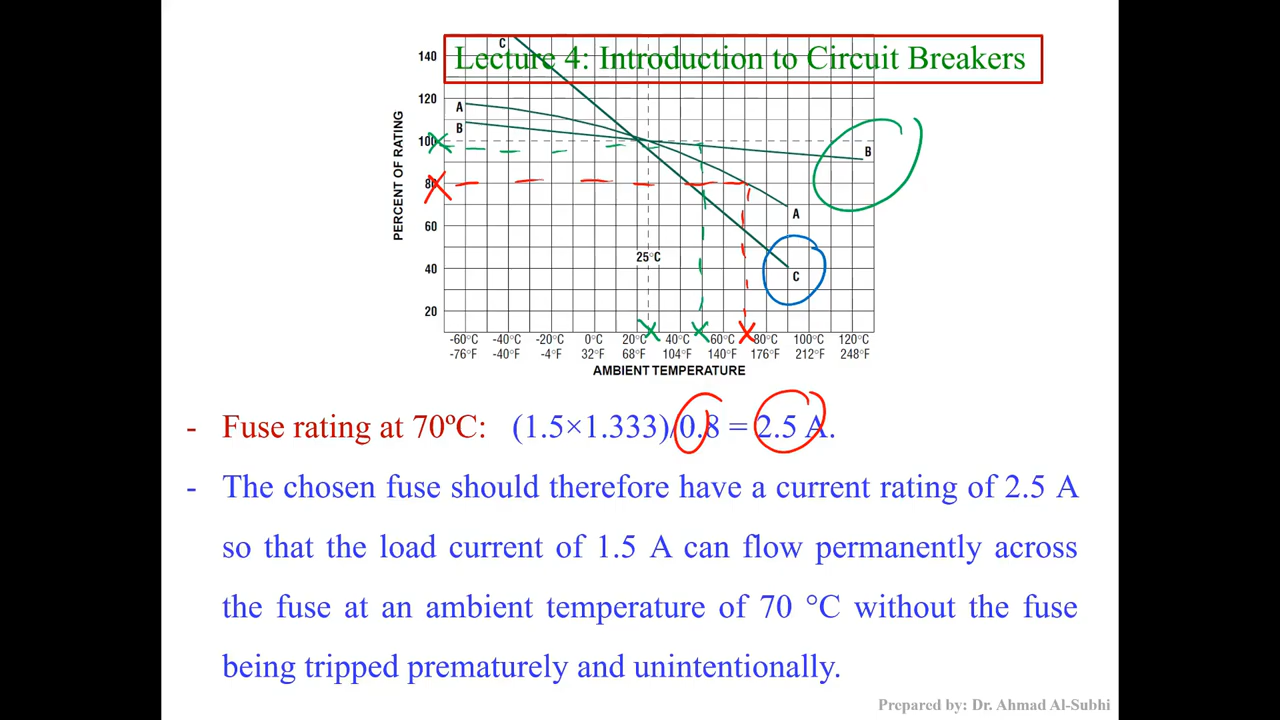 Lecture 4: Introduction to Circuit Breakers
C
140
120
A
B
100
B
80
A
60
25°C
40
C
20
PERCENT OF RATING
-60°C -40°C -20°C 0°C 20°C 40°C 60°C 80°C 100°C 120°C
-76°F -40°F -4°F 32°F 68°F 104°F 140°F 176°F 212°F 248°F
AMBIENT TEMPERATURE
- Fuse rating at 70ºC: (1.5×1.333)/0.8 = 2.5 A.
- The chosen fuse should therefore have a current rating of 2.5 A
so that the load current of 1.5 A can flow permanently across
the fuse at an ambient temperature of 70 °C without the fuse
being tripped prematurely and unintentionally.
Prepared by: Dr. Ahmad Al-Subhi